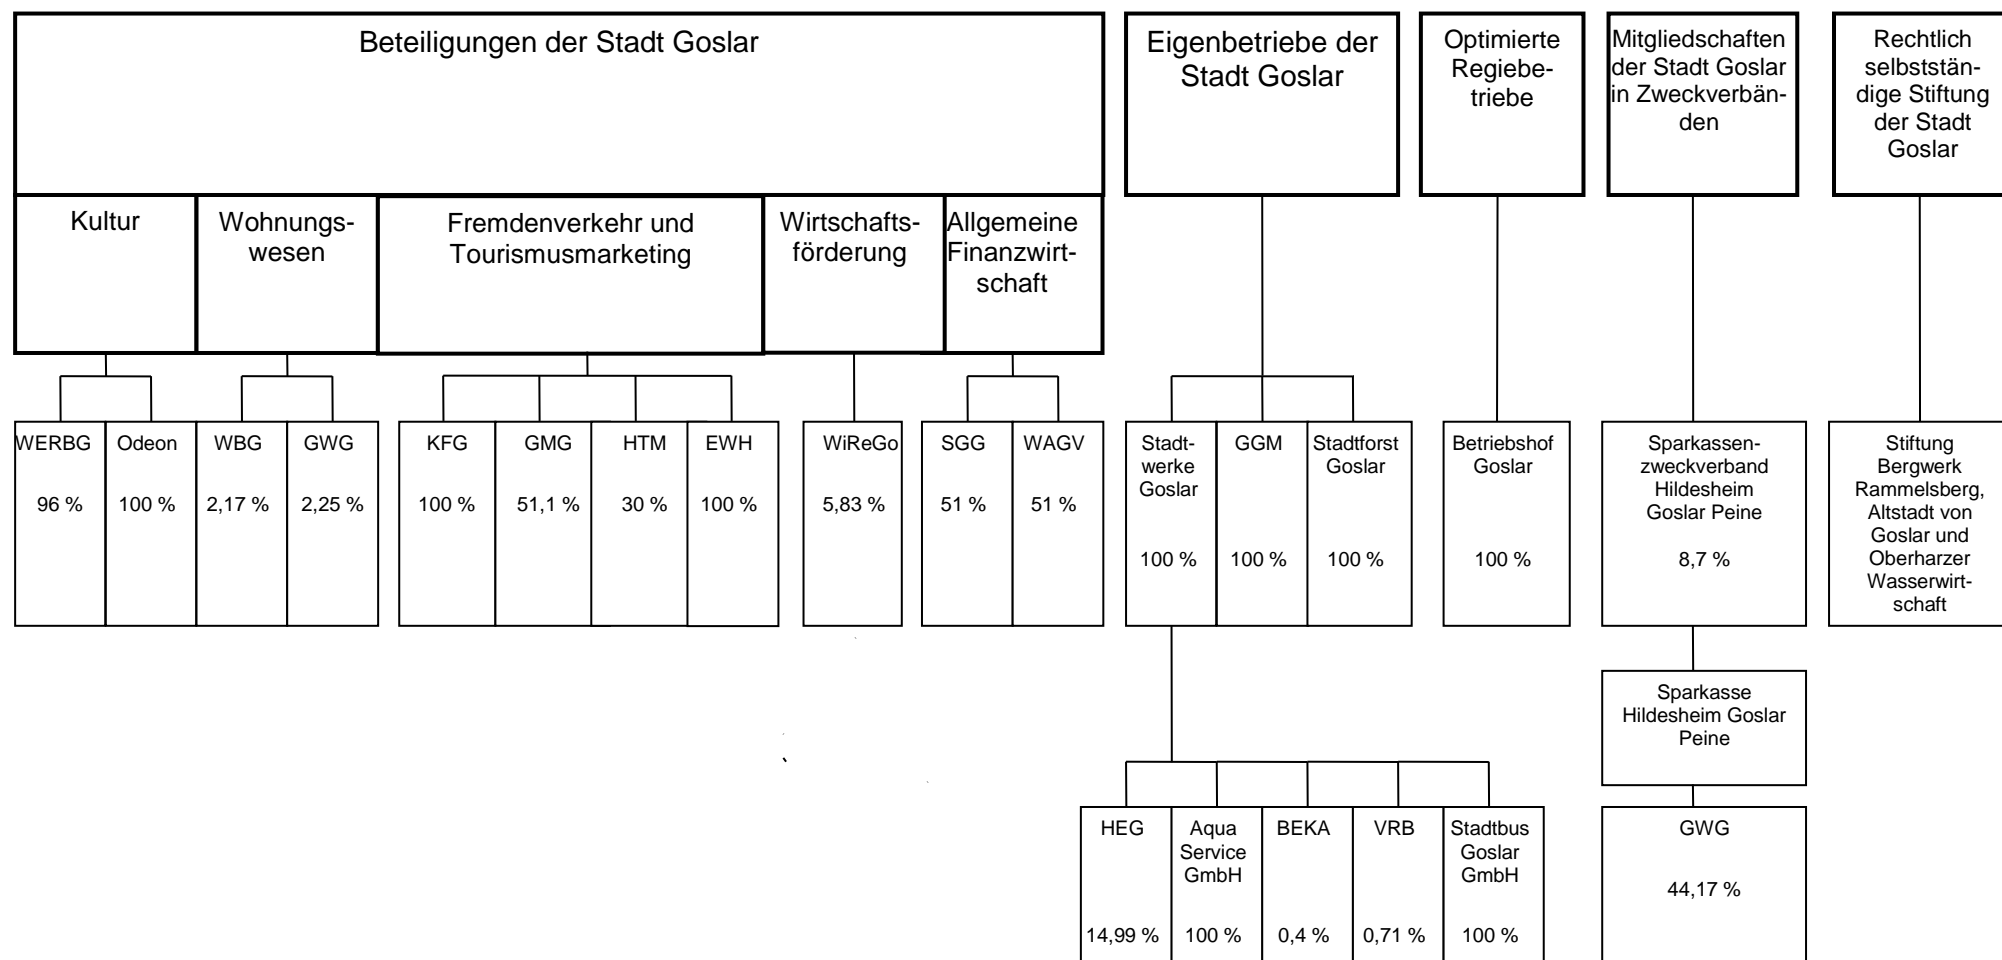 Beteiligungen der Stadt Goslar
Eigenbetriebe der
Stadt Goslar
Optimierte
Regiebe-
triebe
Mitgliedschaften
der Stadt Goslar
in Zweckverbän-
den
Rechtlich
selbststän-
dige Stiftung
der Stadt
Goslar
Kultur
Wohnungs-
wesen
Fremdenverkehr und
Tourismusmarketing
Wirtschafts-
förderung
Allgemeine
Finanzwirt-
schaft
WERBG
96 %
Odeon
100 %
WBG
2,17 %
GWG
2,25 %
KFG
100 %
GMG
51,1 %
HTM
30 %
EWH
100 %
WiReGo
5,83 %
SGG
51 %
WAGV
51 %
Stadt-
werke
Goslar
100 %
GGM
100 %
Stadtforst
Goslar
100 %
Betriebshof
Goslar
100 %
Sparkassen-
zweckverband
Hildesheim
Goslar Peine
8,7 %
Stiftung
Bergwerk
Rammelsberg,
Altstadt von
Goslar und
Oberharzer
Wasserwirt-
schaft
Sparkasse
Hildesheim Goslar
Peine
HEG
14,99 %
Aqua
Service
GmbH
100 %
BEKA
0,4 %
VRB
0,71 %
Stadtbus
Goslar
GmbH
100 %
GWG
44,17 %